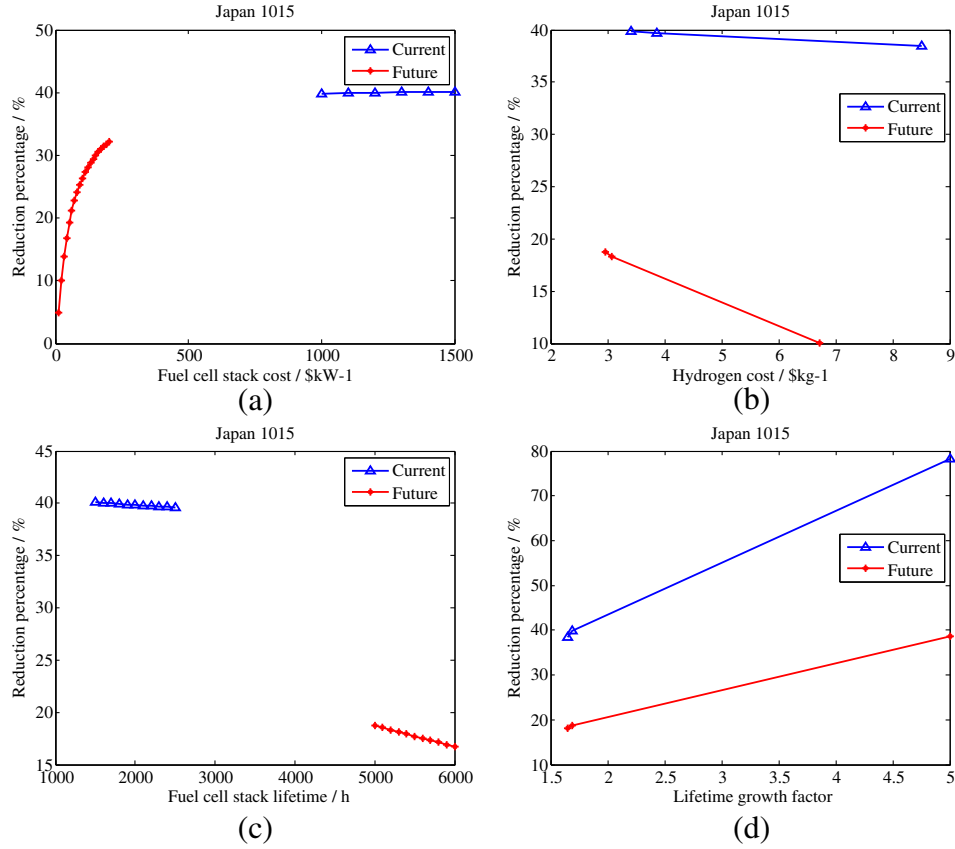 Japan 1015
50
40
30
20
10
0
Reduction percentage / %
Current
Future
0
500
1000
1500
Fuel cell stack cost / $kW-1
(a)
Japan 1015
40
35
30
25
20
15
10
Reduction percentage / %
Current
Future
2
3
4
5
6
7
8
9
Hydrogen cost / $kg-1
(b)
Japan 1015
45
40
35
30
25
20
15
Reduction percentage / %
Current
Future
1000
2000
3000
4000
5000
6000
Fuel cell stack lifetime / h
(c)
Japan 1015
80
70
60
50
40
30
20
10
Reduction percentage / %
Current
Future
1.5
2
2.5
3
3.5
4
4.5
5
Lifetime growth factor
(d)